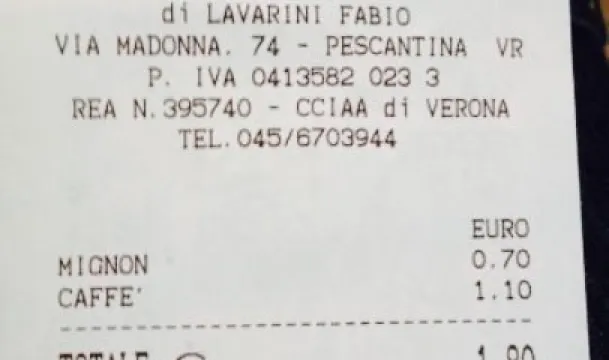 di LAVARINI FABIO
VIA MADONNA. 74 - PESCANTINA VR
P. IVA 0413582 023 3
REA N.395740 - CCIAA di VERONA
TEL.045/6703944
EURO
MIGNON 0.70
CAFFE' 1.10
TOTALE